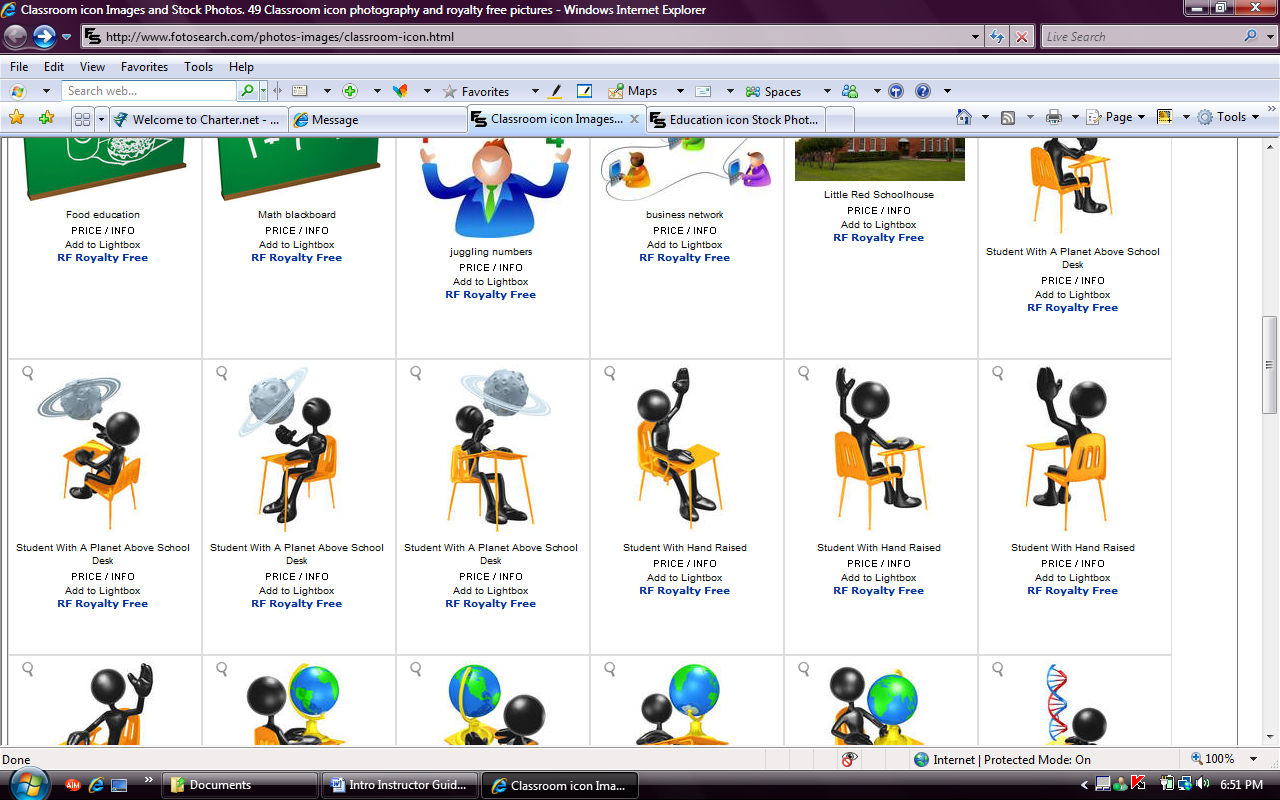 Classroom icon Images and Stock Photos. 49 Classroom icon photography and royalty free pictures - Windows Internet Explorer
http://www.fotosearch.com/photos-images/classroom-icon.html
Live Search
File Edit View Favorites Tools Help
Search web...
Favorites
Maps
Spaces
Welcome to Charter.net - ...
Message
Classroom icon Images...
Education icon Stock Phot...
Page
Tools
Food education
PRICE / INFO
Add to Lightbox
RF Royalty Free
Math blackboard
PRICE / INFO
Add to Lightbox
RF Royalty Free
juggling numbers
PRICE / INFO
Add to Lightbox
RF Royalty Free
business network
PRICE / INFO
Add to Lightbox
RF Royalty Free
Little Red Schoolhouse
PRICE / INFO
Add to Lightbox
RF Royalty Free
Student With A Planet Above School
Desk
PRICE / INFO
Add to Lightbox
RF Royalty Free
Student With A Planet Above School
Desk
PRICE / INFO
Add to Lightbox
RF Royalty Free
Student With A Planet Above School
Desk
PRICE / INFO
Add to Lightbox
RF Royalty Free
Student With A Planet Above School
Desk
PRICE / INFO
Add to Lightbox
RF Royalty Free
Student With Hand Raised
PRICE / INFO
Add to Lightbox
RF Royalty Free
Student With Hand Raised
PRICE / INFO
Add to Lightbox
RF Royalty Free
Student With Hand Raised
PRICE / INFO
Add to Lightbox
RF Royalty Free
Done
Internet | Protected Mode: On
100%
AIM
Documents
Intro Instructor Guid...
Classroom icon Ima...
6:51 PM